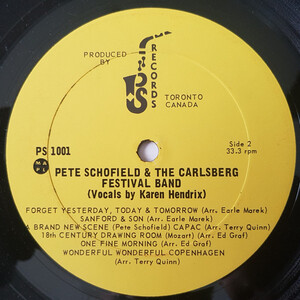 PRODUCED
BY
PS
RECORDS
TORONTO
CANADA
PS 1001
Side 2
33.3 rpm
MAPL
PETE SCHOFIELD & THE CARLSBERG
FESTIVAL BAND
(Vocals by Karen Hendrix)
FORGET YESTERDAY, TODAY & TOMORROW (Arr. Earle Marek)
SANFORD & SON (Arr. Earle Marek)
A BRAND NEW SCENE (Pete Schofield) CAPAC (Arr. Terry Quinn)
18th CENTURY DRAWING ROOM (Mozart) (Arr. Ed Graf)
ONE FINE MORNING (Arr. Ed Graf)
WONDERFUL WONDERFUL COPENHAGEN
(Arr. Terry Quinn)